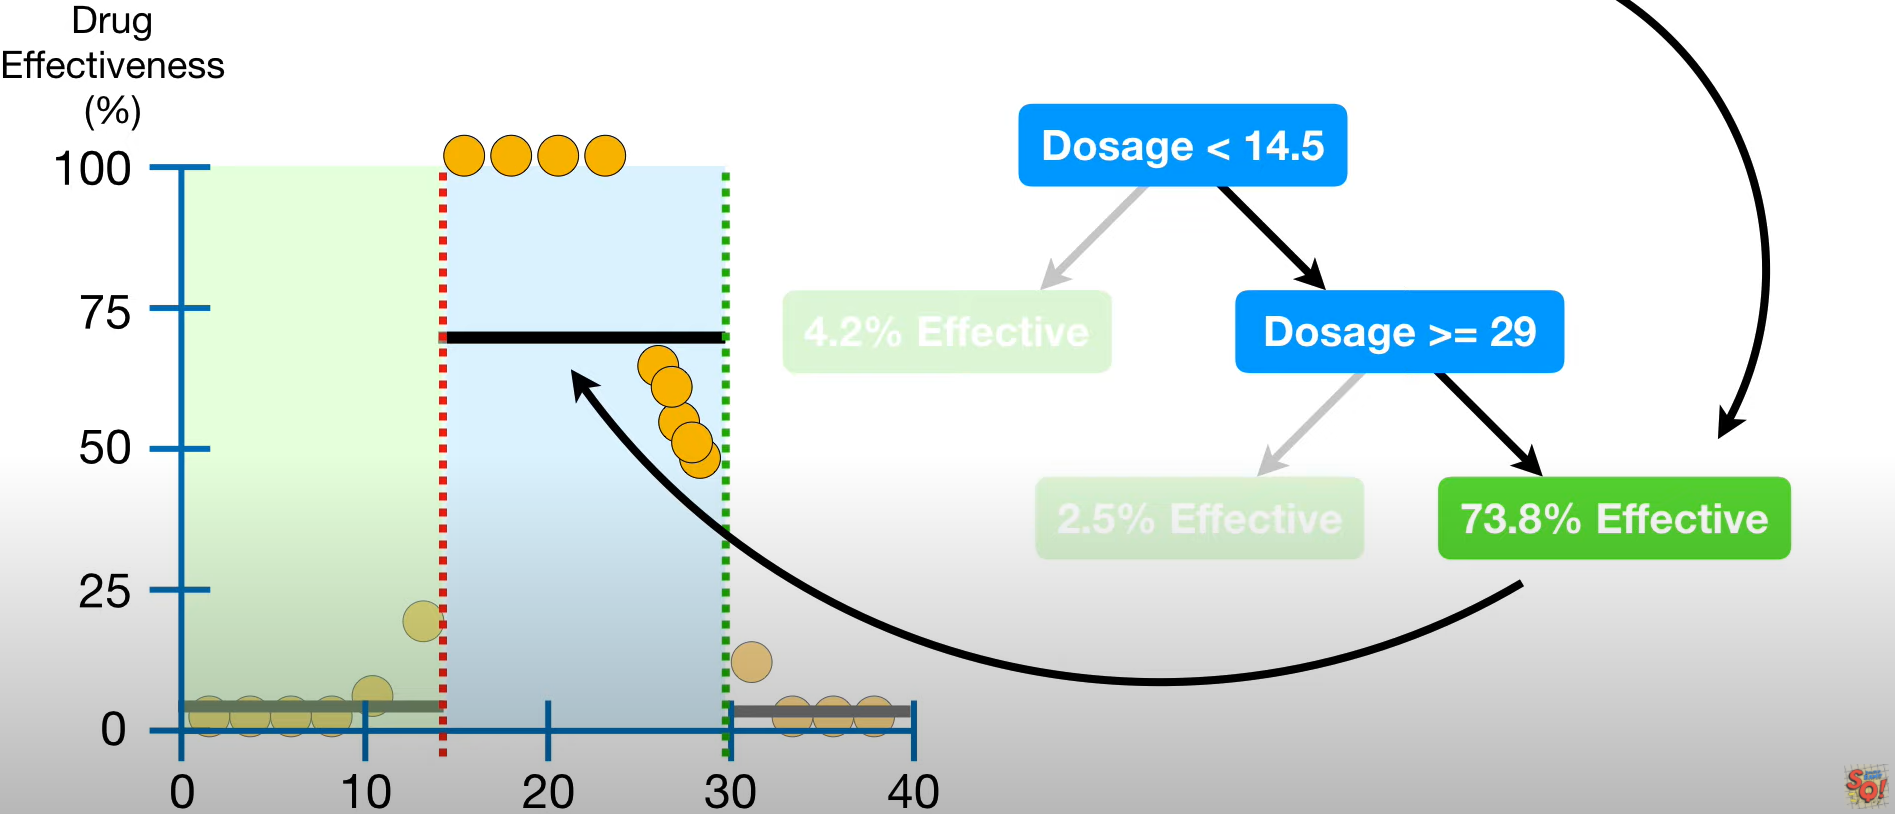 Drug
Effectiveness
(%)
100
75
50
25
0
0 10 20 30 40
Dosage < 14.5
4.2% Effective
Dosage >= 29
2.5% Effective
73.8% Effective
SQ!